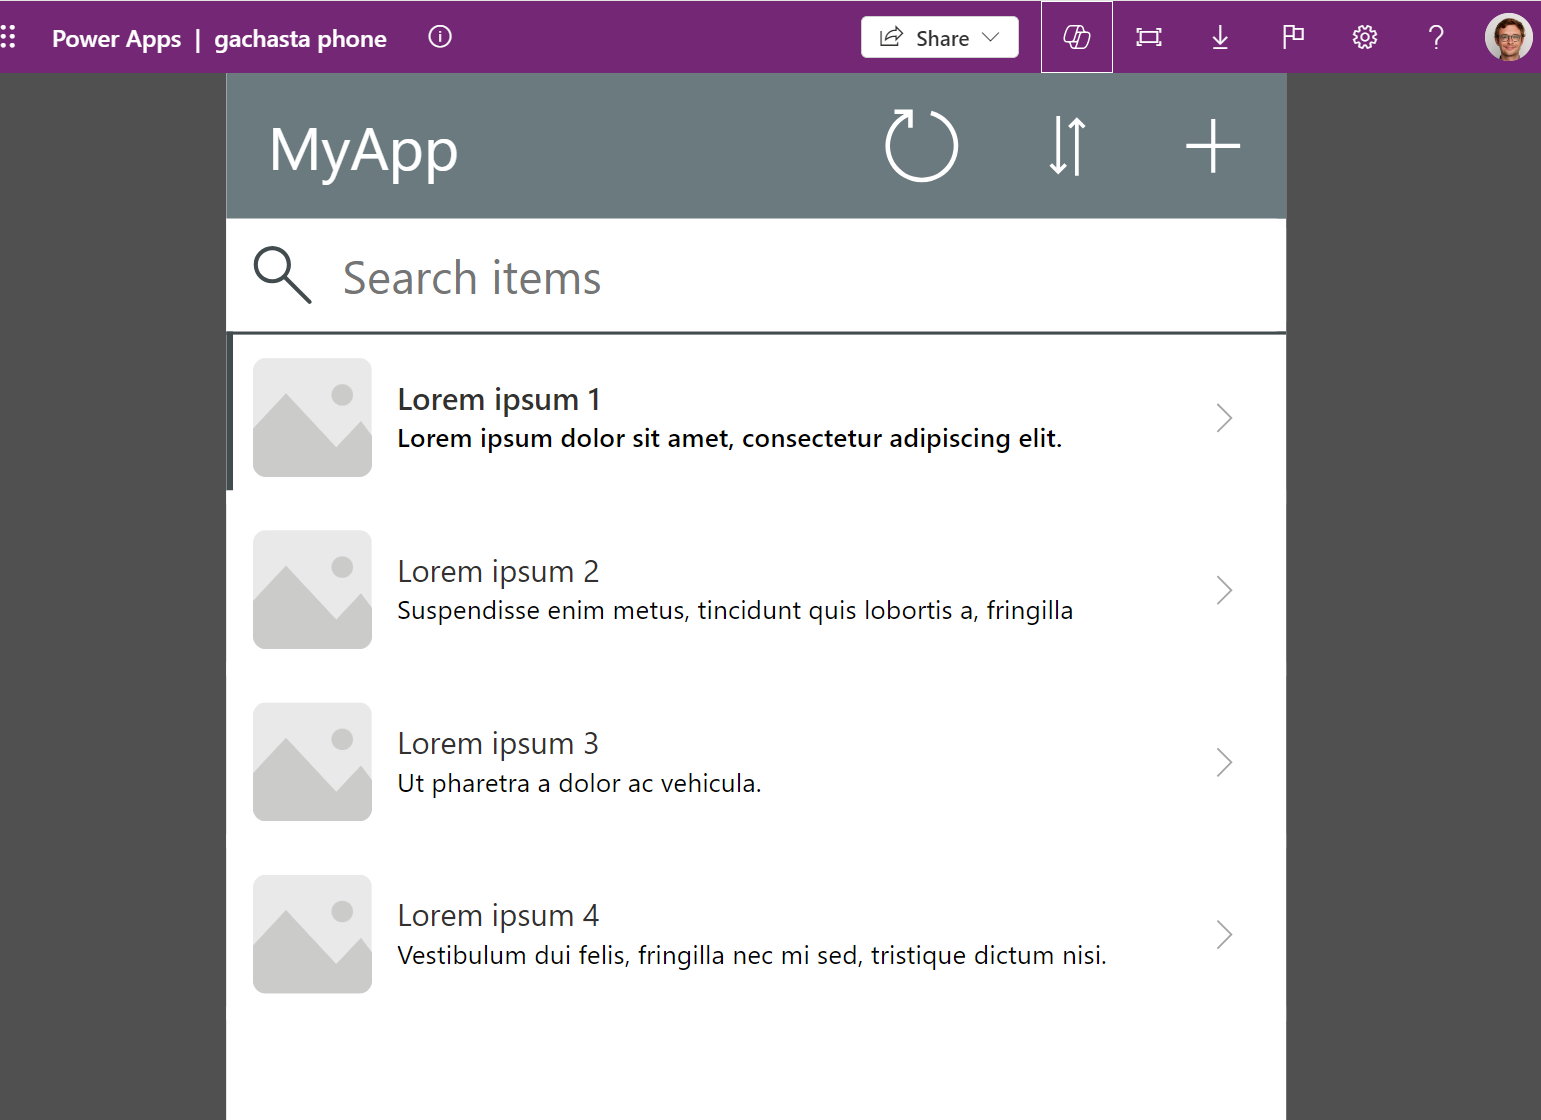 Power Apps | gachasta phone
Share
MyApp
Search items
Lorem ipsum 1
Lorem ipsum dolor sit amet, consectetur adipiscing elit.
Lorem ipsum 2
Suspendisse enim metus, tincidunt quis lobortis a, fringilla
Lorem ipsum 3
Ut pharetra a dolor ac vehicula.
Lorem ipsum 4
Vestibulum dui felis, fringilla nec mi sed, tristique dictum nisi.